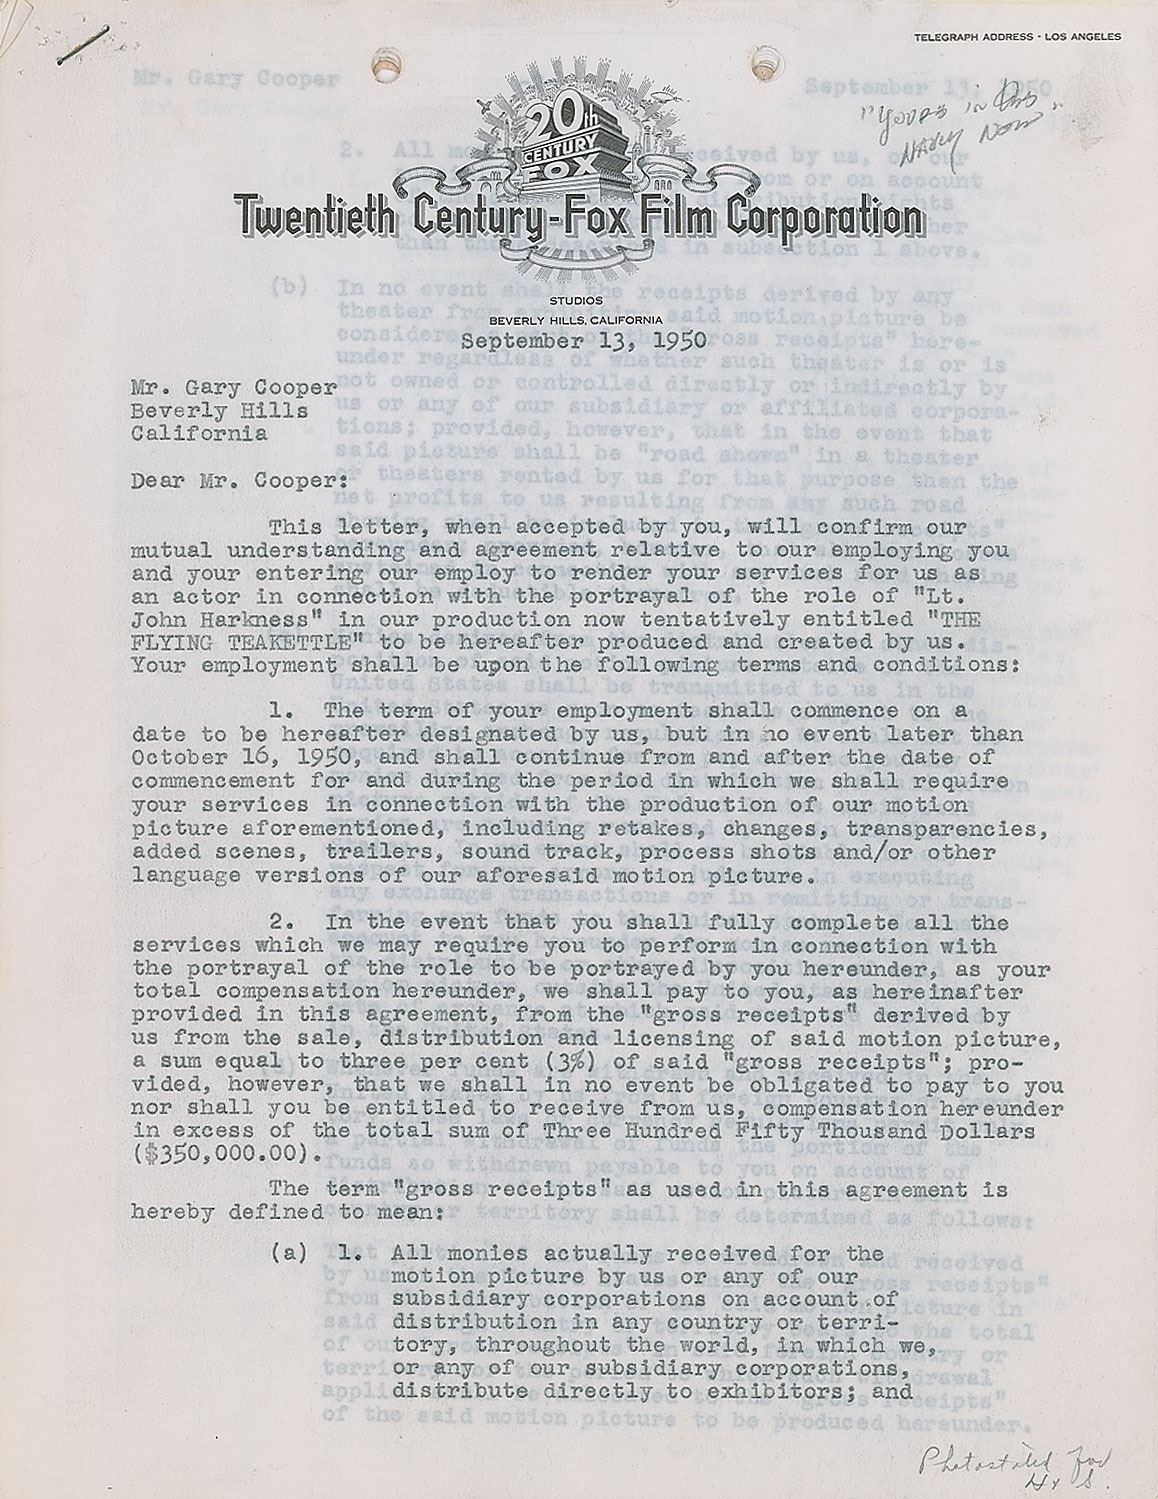 TELEGRAPH ADDRESS - LOS ANGELES
"YOU'RE IN THE
NAVY NOW"
20th
CENTURY
FOX
Twentieth Century-Fox Film Corporation
STUDIOS
BEVERLY HILLS, CALIFORNIA
September 13, 1950
Mr. Gary Cooper
Beverly Hills
California
Dear Mr. Cooper:
This letter, when accepted by you, will confirm our
mutual understanding and agreement relative to our employing you
and your entering our employ to render your services for us as
an actor in connection with the portrayal of the role of "Lt.
John Harkness" in our production now tentatively entitled "THE
FLYING TEAKETTLE" to be hereafter produced and created by us.
Your employment shall be upon the following terms and conditions:
1. The term of your employment shall commence on a
date to be hereafter designated by us, but in no event later than
October 16, 1950, and shall continue from and after the date of
commencement for and during the period in which we shall require
your services in connection with the production of our motion
picture aforementioned, including retakes, changes, transparencies,
added scenes, trailers, sound track, process shots and/or other
language versions of our aforesaid motion picture.
2. In the event that you shall fully complete all the
services which we may require you to perform in connection with
the portrayal of the role to be portrayed by you hereunder, as your
total compensation hereunder, we shall pay to you, as hereinafter
provided in this agreement, from the "gross receipts" derived by
us from the sale, distribution and licensing of said motion picture,
a sum equal to three per cent (3%) of said "gross receipts"; pro-
vided, however, that we shall in no event be obligated to pay to you
nor shall you be entitled to receive from us, compensation hereunder
in excess of the total sum of Three Hundred Fifty Thousand Dollars
($350,000.00).
The term "gross receipts" as used in this agreement is
hereby defined to mean:
(a) 1. All monies actually received for the
motion picture by us or any of our
subsidiary corporations on account of
distribution in any country or terri-
tory, throughout the world, in which we,
or any of our subsidiary corporations,
distribute directly to exhibitors; and
Photostated for